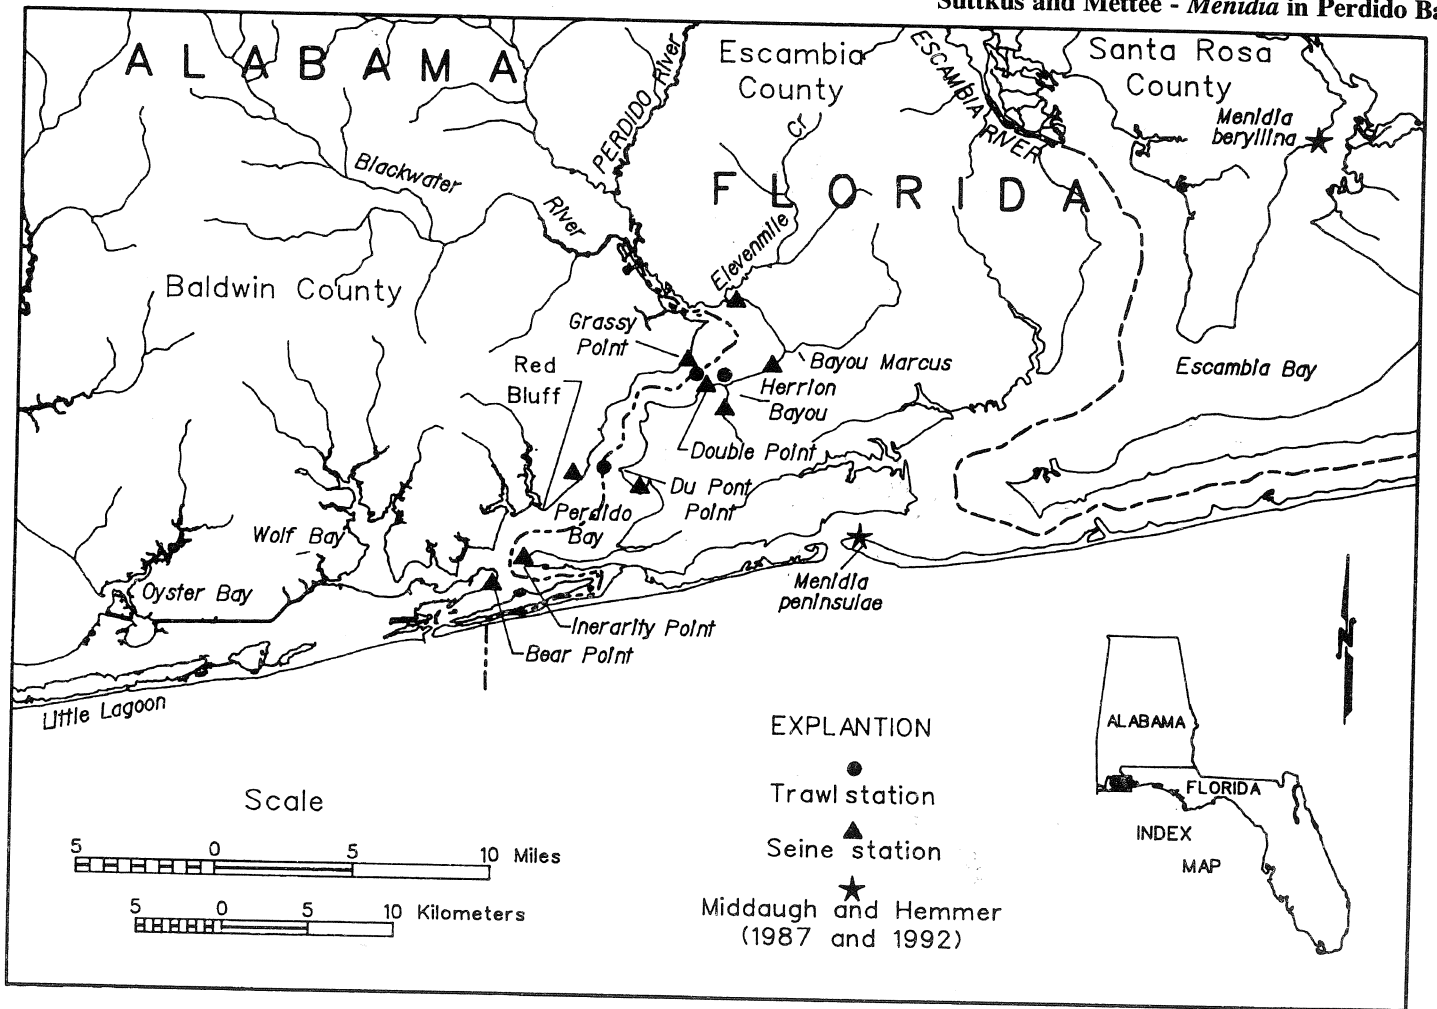 Suttkus and Mettee - Menidia in Perdido Ba
ALABAMA
PERDIDO River
Escambia
County
ESCAMBIA RIVER
Santa Rosa
County
Menidia
beryllina
Cr
Blackwater
River
FLORIDA
Elevenmile
Baldwin County
Grassy
Point
Red
Bluff
Bayou Marcus
Herrion
Bayou
Escambia Bay
Double Point
Du Pont
Point
Perdido
Bay
Wolf Bay
Oyster Bay
Menidia
peninsulae
Inerarity Point
Bear Point
Little Lagoon
N
EXPLANTION
Trawl station
Seine station
Middaugh and Hemmer
(1987 and 1992)
Scale
5 0 5 10 Miles
5 0 5 10 Kilometers
ALABAMA
FLORIDA
INDEX
MAP